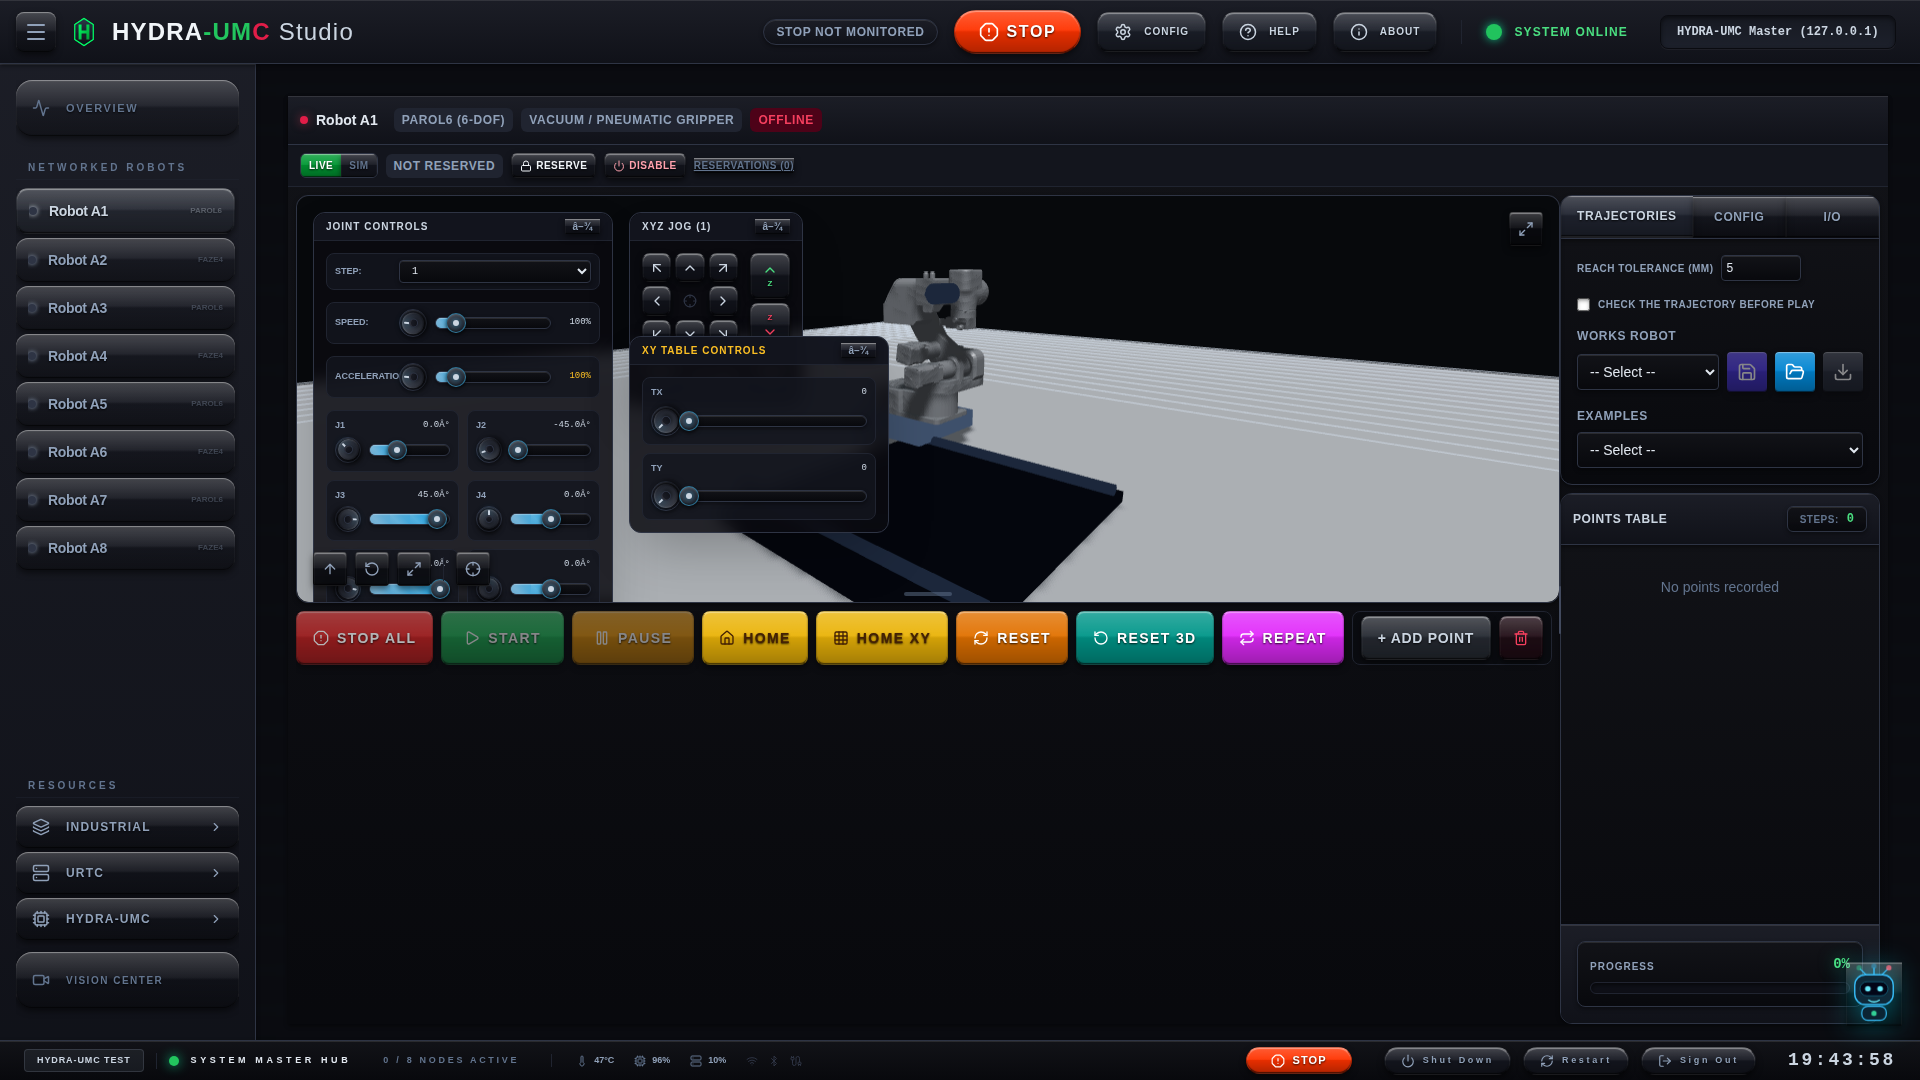 HYDRA-UMC Studio
STOP NOT MONITORED
STOP
CONFIG
HELP
ABOUT
SYSTEM ONLINE
HYDRA-UMC Master (127.0.0.1)
OVERVIEW
NETWORKED ROBOTS
Robot A1 PAROL6
Robot A2 FAZE4
Robot A3 PAROL6
Robot A4 FAZE4
Robot A5 PAROL6
Robot A6 FAZE4
Robot A7 PAROL6
Robot A8 FAZE4
RESOURCES
INDUSTRIAL
URTC
HYDRA-UMC
VISION CENTER
Robot A1 PAROL6 (6-DOF) VACUUM / PNEUMATIC GRIPPER OFFLINE
LIVE SIM NOT RESERVED RESERVE DISABLE RESERVATIONS (0)
JOINT CONTROLS â–¾
STEP: 1
SPEED: 100%
ACCELERATIO 100%
J1 0.0Â° J2 -45.0Â°
J3 45.0Â° J4 0.0Â°
.0Â° 0.0Â°
XYZ JOG (1) â–¾
Z
Z
XY TABLE CONTROLS â–¾
TX 0
TY 0
STOP ALL
START
PAUSE
HOME
HOME XY
RESET
RESET 3D
REPEAT
+ ADD POINT
TRAJECTORIES CONFIG I/O
REACH TOLERANCE (MM) 5
CHECK THE TRAJECTORY BEFORE PLAY
WORKS ROBOT
-- Select --
EXAMPLES
-- Select --
POINTS TABLE STEPS: 0
No points recorded
PROGRESS 0%
HYDRA-UMC TEST
SYSTEM MASTER HUB
0 / 8 NODES ACTIVE
47°C
96%
10%
STOP
Shut Down
Restart
Sign Out
19:43:58